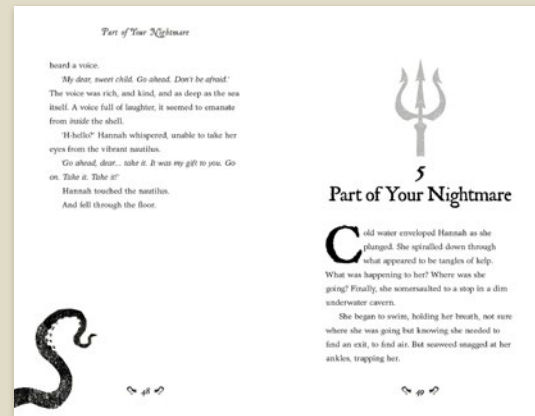 Part of Your Nightmare
heard a voice.
'My dear, sweet child. Go ahead. Don't be afraid.'
The voice was rich, and kind, and as deep as the sea
itself. A voice full of laughter, it seemed to emanate
from inside the shell.
'H-hello?' Hannah whispered, unable to take her
eyes from the vibrant nautilus.
'Go ahead, dear... take it. It was my gift to you. Go
on. Take it. Take it!'
Hannah touched the nautilus.
And fell through the floor.
48
5
Part of Your Nightmare
Cold water enveloped Hannah as she
plunged. She spiralled down through
what appeared to be tangles of kelp.
What was happening to her? Where was she
going? Finally, she somersaulted to a stop in a dim
underwater cavern.
She began to swim, holding her breath, not sure
where she was going but knowing she needed to
find an exit, to find air. But seaweed snagged at her
ankles, trapping her.
49